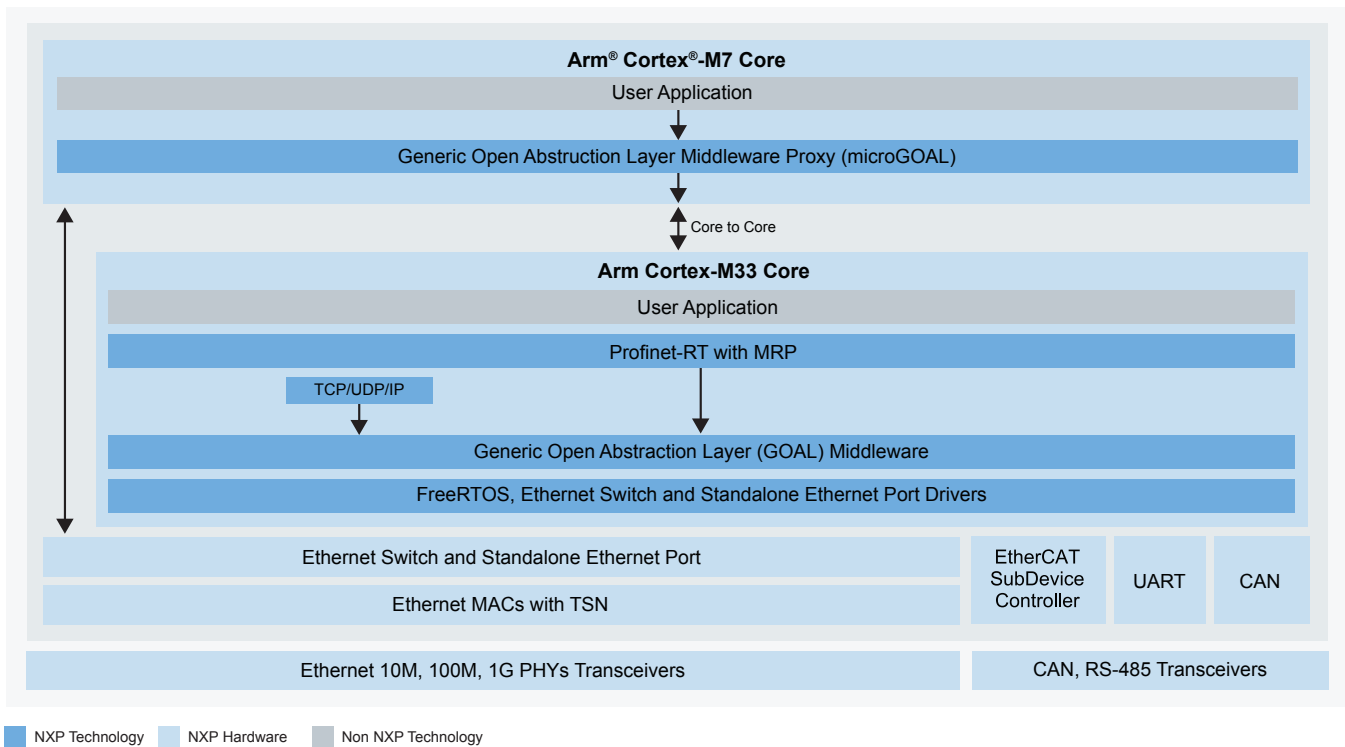 Arm® Cortex®-M7 Core
User Application
Generic Open Abstruction Layer Middleware Proxy (microGOAL)
Core to Core
Arm Cortex-M33 Core
User Application
Profinet-RT with MRP
TCP/UDP/IP
Generic Open Abstraction Layer (GOAL) Middleware
FreeRTOS, Ethernet Switch and Standalone Ethernet Port Drivers
Ethernet Switch and Standalone Ethernet Port
Ethernet MACs with TSN
EtherCAT
SubDevice
Controller
UART
CAN
Ethernet 10M, 100M, 1G PHYs Transceivers
CAN, RS-485 Transceivers
NXP Technology
NXP Hardware
Non NXP Technology